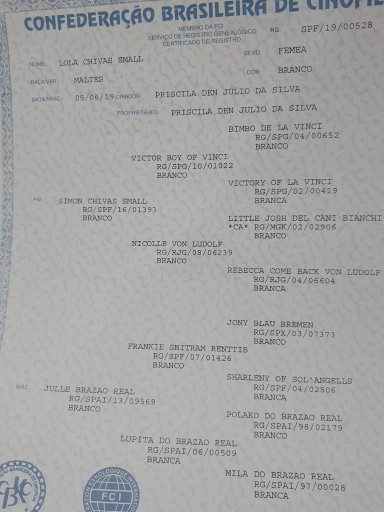 CONFEDERAÇÃO BRASILEIRA DE CINOFIL
MEMBRO DA FCI
SERVIÇO DE REGISTRO GENEALÓGICO
CERTIFICADO DE REGISTRO
RG: SPF/19/00528
NOME: LOLA CHIVAS SMALL
SEXO: FEMEA
RAÇA/VAR: MALTES
COR: BRANCO
DATA NASC.: 05/06/19 CRIADOR: PRISCILA DEN JULIO DA SILVA
PROPRIETÁRIO: PRISCILA DEN JULIO DA SILVA
BIMBO DE LA VINCI
RG/SPG/04/00652
BRANCO
VICTOR BOY OF VINCI
RG/SPG/10/01022
BRANCO
VICTORY OF LA VINCI
RG/SPG/02/00419
BRANCA
PAI: SIMON CHIVAS SMALL
RG/SPF/16/01393
BRANCO
LITTLE JOSH DEL CANI BIANCHI
*CA* RG/MGK/02/02906
BRANCO
NICOLLE VON LUDOLF
RG/RJG/08/06239
BRANCO
REBECCA COME BACK VON LUDOLF
RG/RJG/04/06604
BRANCA
JONY BLAU BREMEN
RG/SPX/03/07373
BRANCO
FRANKIE SNITRAM RENTTIB
RG/SPF/07/01426
BRANCO
SHARLENY OF SOL'ANGELLS
RG/SPF/04/02506
BRANCA
MÃE: JULLE BRAZAO REAL
RG/SPAI/13/09569
BRANCO
POLAKO DO BRAZAO REAL
RG/SPAI/98/02179
BRANCO
LUPITA DO BRAZAO REAL
RG/SPAI/06/00509
BRANCA
MILA DO BRAZAO REAL
RG/SPAI/97/00028
BRANCA
CBKC
FCI